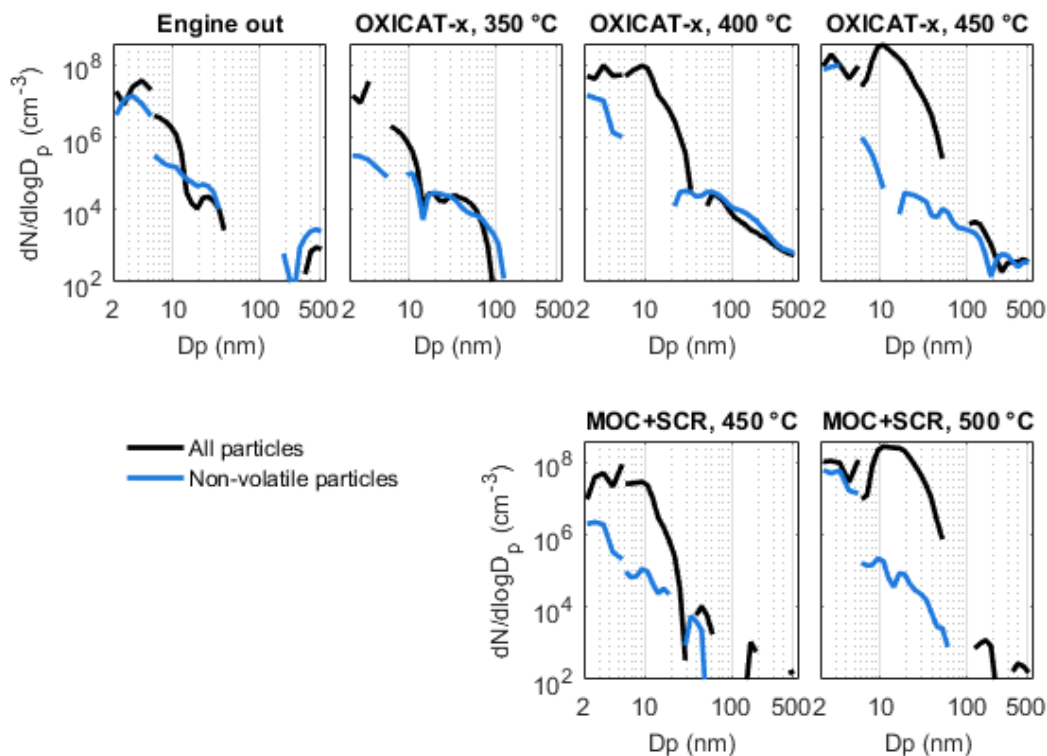 Engine out
OXICAT-x, 350 °C
OXICAT-x, 400 °C
OXICAT-x, 450 °C
dN/dlogD_p (cm^-3)
10^8
10^6
10^4
10^2
2 10 100 500
2 10 100 500
2 10 100 500
2 10 100 500
Dp (nm)
Dp (nm)
Dp (nm)
Dp (nm)
All particles
Non-volatile particles
MOC+SCR, 450 °C
MOC+SCR, 500 °C
dN/dlogD_p (cm^-3)
10^8
10^6
10^4
10^2
2 10 100 500
2 10 100 500
Dp (nm)
Dp (nm)